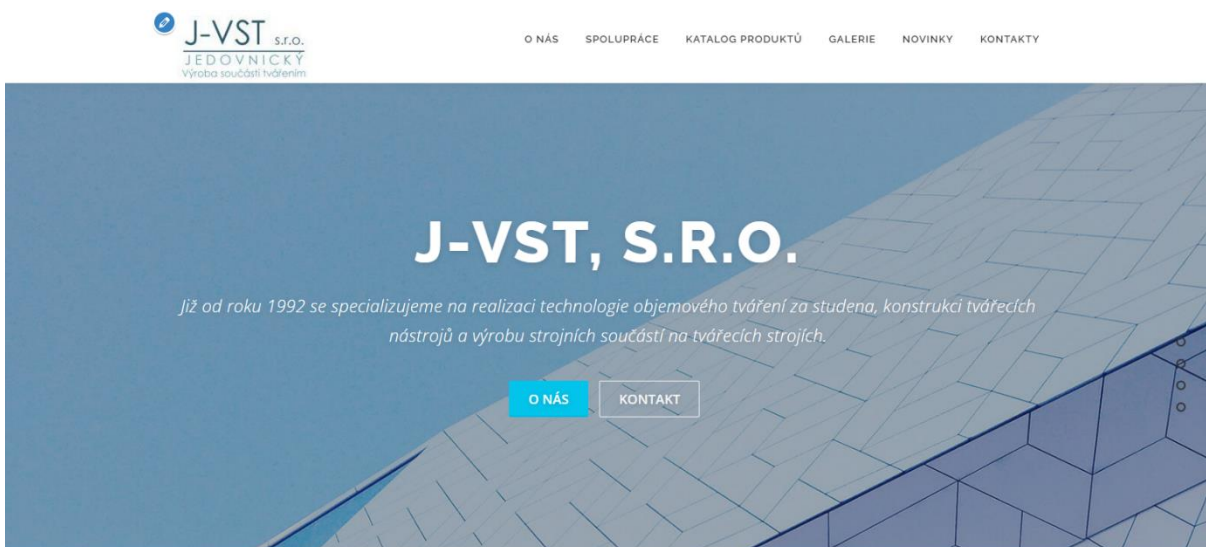 J-VST s.r.o.
JEDOVNICKÝ
Výroba součástí tvářením
O NÁS SPOLUPRÁCE KATALOG PRODUKTŮ GALERIE NOVINKY KONTAKTY
J-VST, S.R.O.
Již od roku 1992 se specializujeme na realizaci technologie objemového tváření za studena, konstrukci tvářecích
nástrojů a výrobu strojních součástí na tvářecích strojích.
O NÁS KONTAKT